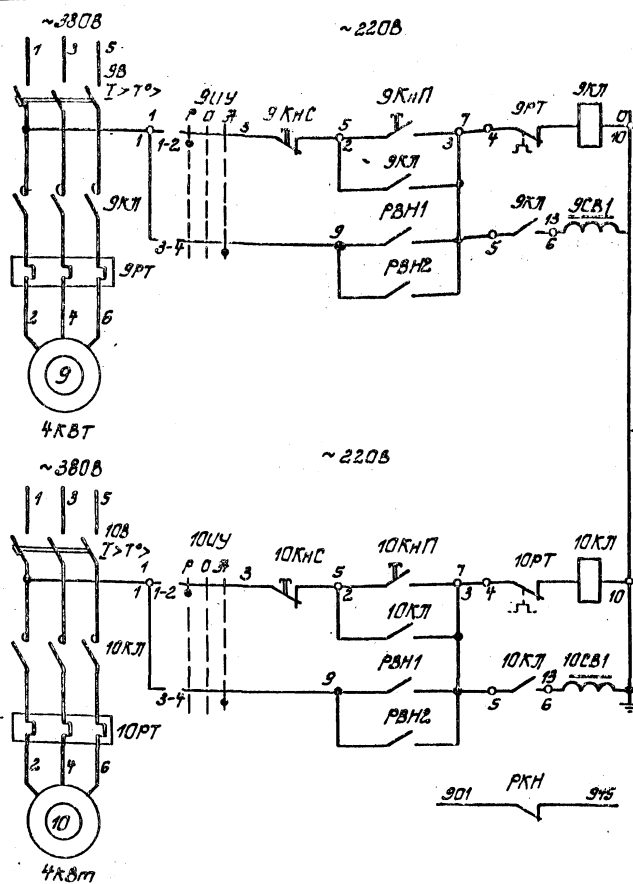 ~380В
~220В
1 3 5
9В
I> T°>
9ИУ
Р О А
9КнС
9КнП
9РТ
9КЛ
1 1 1-2 3 5 2 7 3 4 0 10
9КЛ
9КЛ
РВН1
9КЛ
9СВ1
9РТ
3-4 9 5 13 6
РВН2
2 4 6
9
4КВТ
~380В
~220В
1 3 5
10В
I> T°>
10ИУ
Р О А
10КнС
10КнП
10РТ
10КЛ
1 1 1-2 3 5 2 7 3 4 10
10КЛ
10КЛ
РВН1
10КЛ
10СВ1
10РТ
3-4 9 5 13 6
РВН2
2 4 6
10
4КВт
901 РКН 945